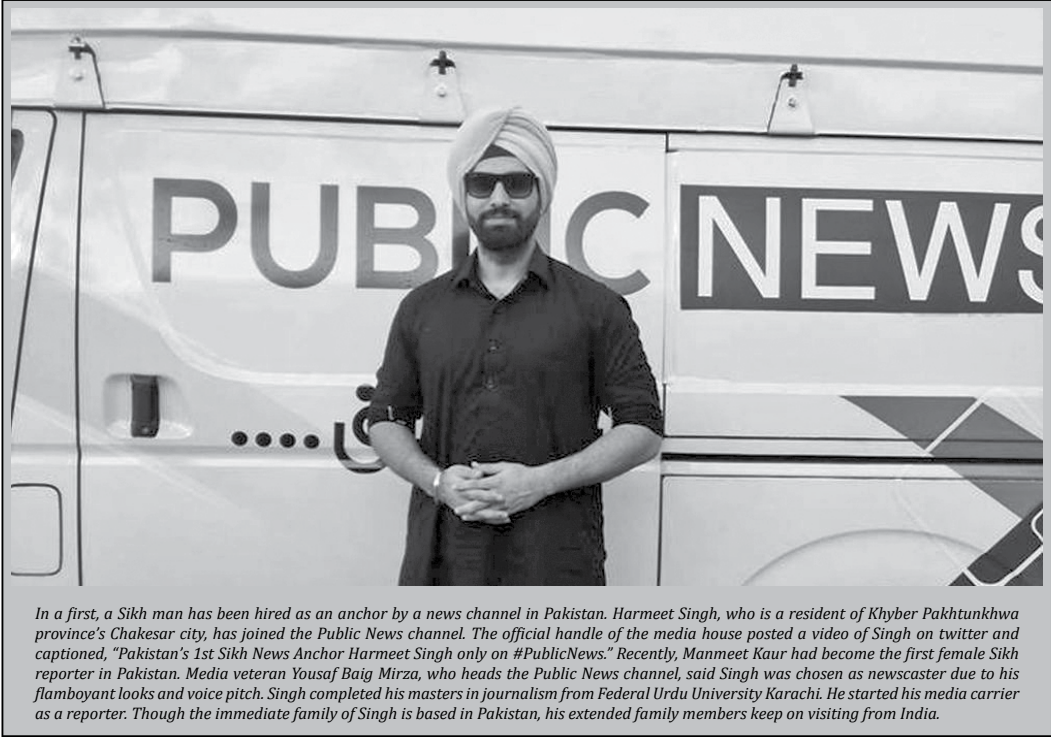 PUBLIC NEWS
In a first, a Sikh man has been hired as an anchor by a news channel in Pakistan. Harmeet Singh, who is a resident of Khyber Pakhtunkhwa
province’s Chakesar city, has joined the Public News channel. The official handle of the media house posted a video of Singh on twitter and
captioned, “Pakistan’s 1st Sikh News Anchor Harmeet Singh only on #PublicNews.” Recently, Manmeet Kaur had become the first female Sikh
reporter in Pakistan. Media veteran Yousaf Baig Mirza, who heads the Public News channel, said Singh was chosen as newscaster due to his
flamboyant looks and voice pitch. Singh completed his masters in journalism from Federal Urdu University Karachi. He started his media carrier
as a reporter. Though the immediate family of Singh is based in Pakistan, his extended family members keep on visiting from India.